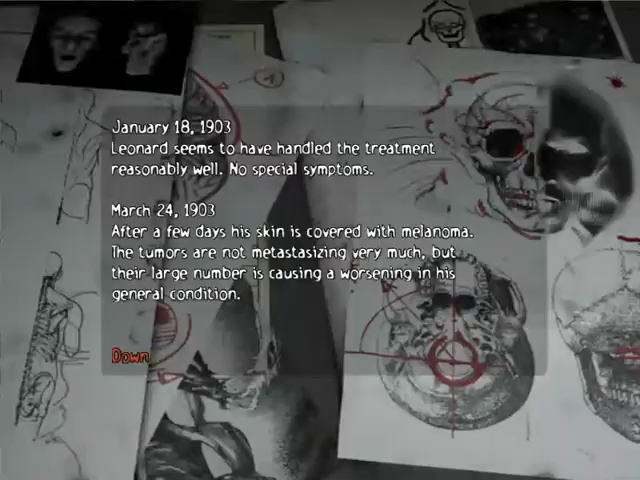 January 18, 1903
Leonard seems to have handled the treatment
reasonably well. No special symptoms.
March 24, 1903
After a few days his skin is covered with melanoma.
The tumors are not metastasizing very much, but
their large number is causing a worsening in his
general condition.
Down